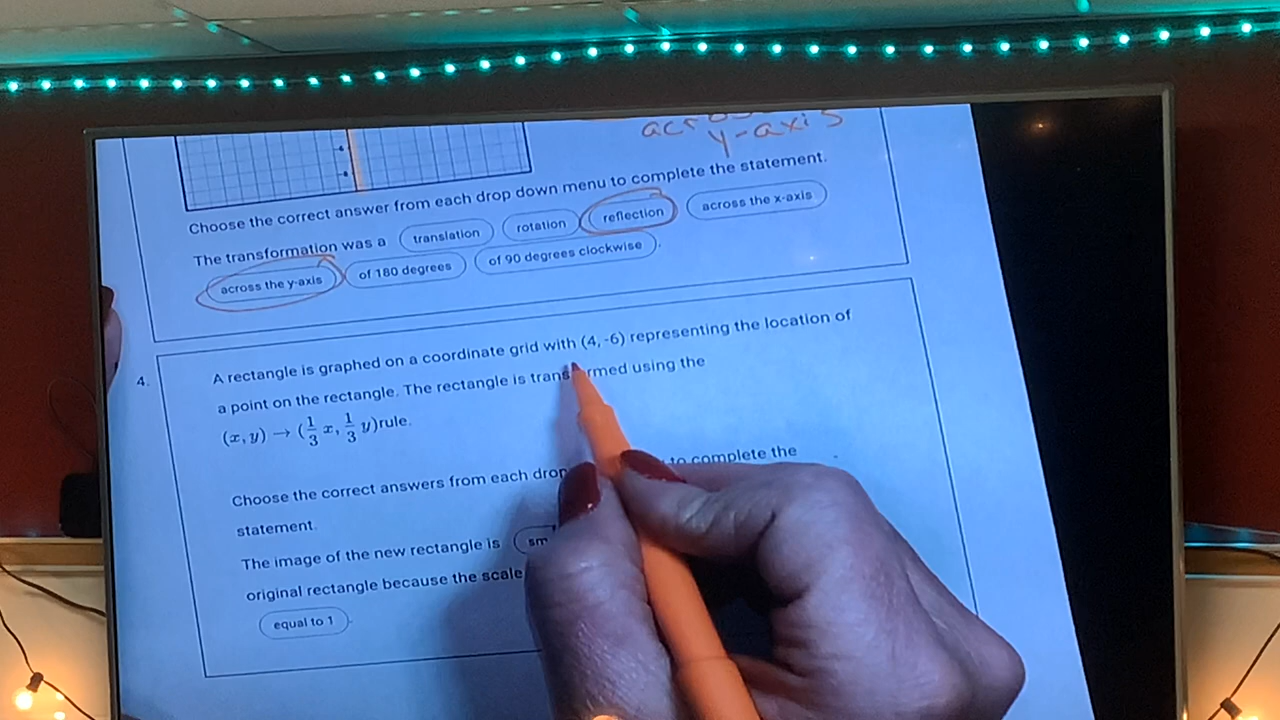 y-axis
Choose the correct answer from each drop down menu to complete the statement.
The transformation was a translation rotation reflection across the x-axis
across the y-axis of 180 degrees of 90 degrees clockwise .
4. A rectangle is graphed on a coordinate grid with (4, -6) representing the location of
a point on the rectangle. The rectangle is using the
(x, y) → (1/3 x, 1/3 y)rule.
Choose the correct answers from each to complete the
statement.
The image of the new rectangle is
original rectangle because the scale
equal to 1 .